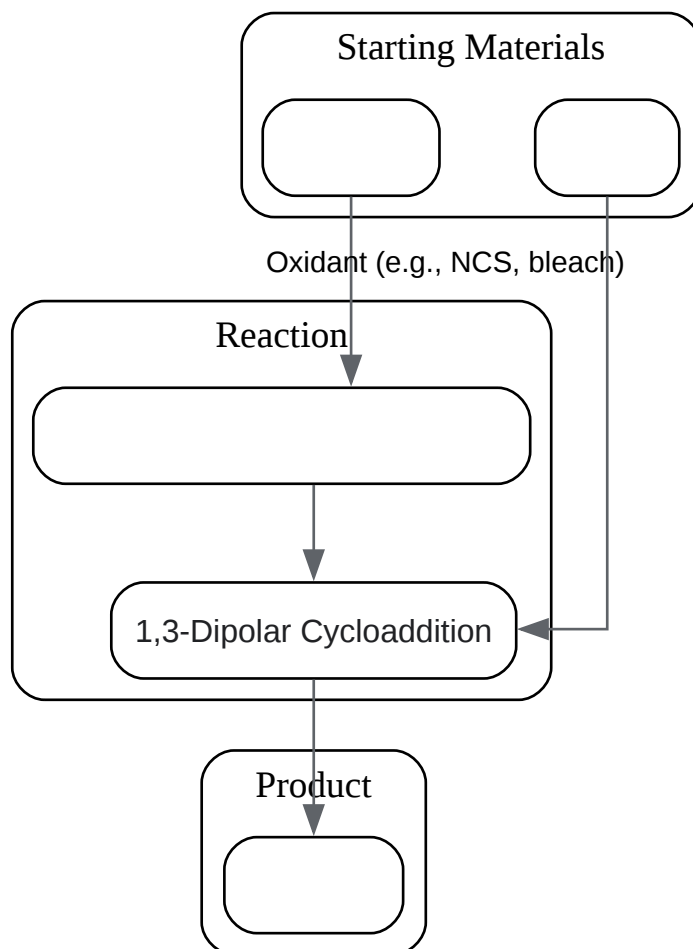 Starting Materials
Oxidant (e.g., NCS, bleach)
Reaction
1,3-Dipolar Cycloaddition
Product